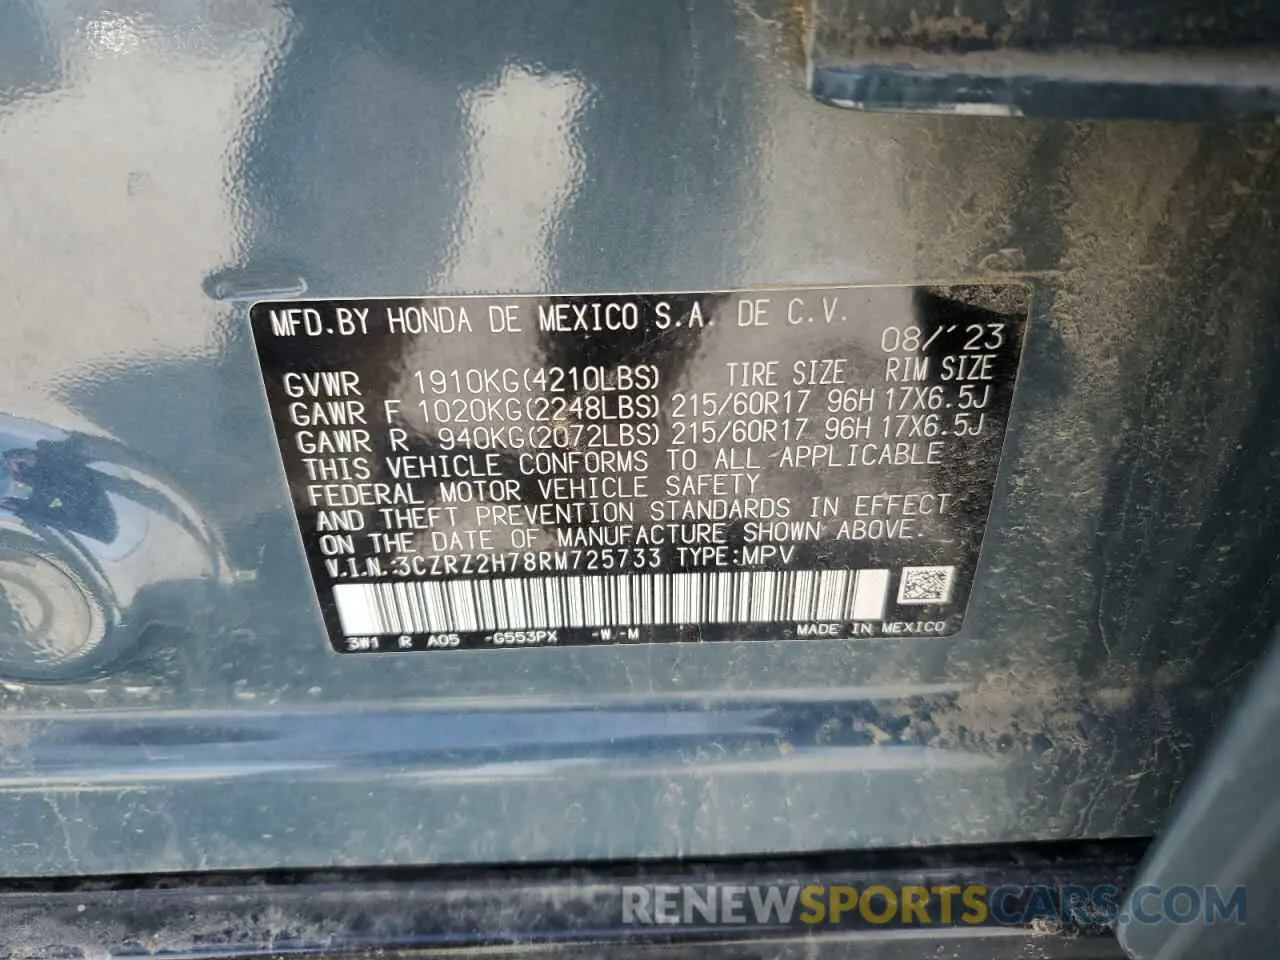 MFD.BY HONDA DE MEXICO S.A. DE C.V.
08/'23
GVWR 1910KG(4210LBS) TIRE SIZE RIM SIZE
GAWR F 1020KG(2248LBS) 215/60R17 96H 17X6.5J
GAWR R 940KG(2072LBS) 215/60R17 96H 17X6.5J
THIS VEHICLE CONFORMS TO ALL APPLICABLE
FEDERAL MOTOR VEHICLE SAFETY
AND THEFT PREVENTION STANDARDS IN EFFECT
ON THE DATE OF MANUFACTURE SHOWN ABOVE.
V.I.N.:3CZRZ2H78RM725733 TYPE:MPV
3W1 R A05 -G553PX -W -M MADE IN MEXICO
RENEWSPORTSCARS.COM